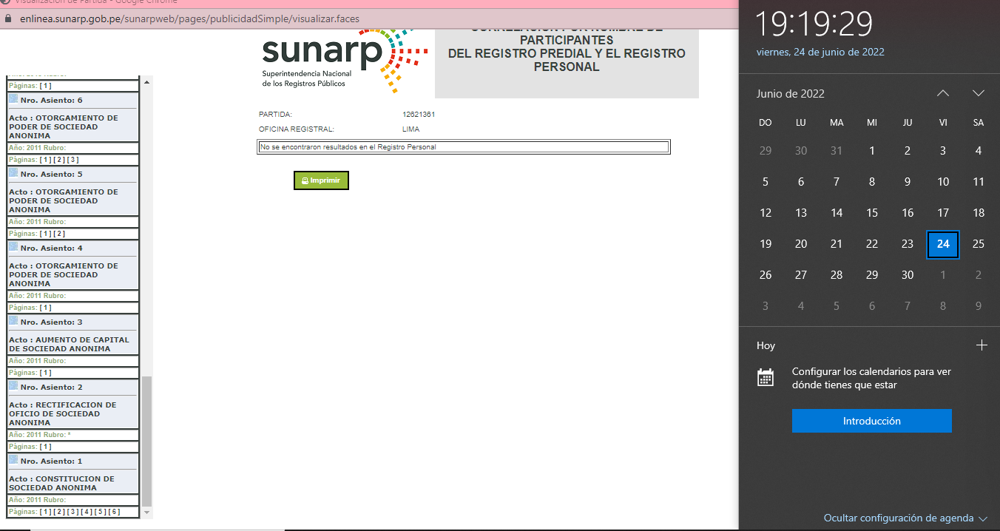 Visualización de Partida - Google Chrome
enlinea.sunarp.gob.pe/sunarpweb/pages/publicidadSimple/visualizar.faces
Páginas: [ 1 ]
Nro. Asiento: 6
Acto : OTORGAMIENTO DE
PODER DE SOCIEDAD
ANONIMA
Año: 2011 Rubro:
Páginas: [ 1 ] [ 2 ] [ 3 ]
Nro. Asiento: 5
Acto : OTORGAMIENTO DE
PODER DE SOCIEDAD
ANONIMA
Año: 2011 Rubro:
Páginas: [ 1 ] [ 2 ]
Nro. Asiento: 4
Acto : OTORGAMIENTO DE
PODER DE SOCIEDAD
ANONIMA
Año: 2011 Rubro:
Páginas: [ 1 ]
Nro. Asiento: 3
Acto : AUMENTO DE CAPITAL
DE SOCIEDAD ANONIMA
Año: 2011 Rubro:
Páginas: [ 1 ]
Nro. Asiento: 2
Acto : RECTIFICACION DE
OFICIO DE SOCIEDAD
ANONIMA
Año: 2011 Rubro: *
Páginas: [ 1 ]
Nro. Asiento: 1
Acto : CONSTITUCION DE
SOCIEDAD ANONIMA
Año: 2011 Rubro:
Páginas: [ 1 ] [ 2 ] [ 3 ] [ 4 ] [ 5 ] [ 6 ]
sunarp
Superintendencia Nacional
de los Registros Públicos
CORRELACION POR NOMBRE DE
PARTICIPANTES
DEL REGISTRO PREDIAL Y EL REGISTRO
PERSONAL
PARTIDA: 12621361
OFICINA REGISTRAL: LIMA
No se encontraron resultados en el Registro Personal
Imprimir
19:19:29
viernes, 24 de junio de 2022
Junio de 2022
DO LU MA MI JU VI SA
29 30 31 1 2 3 4
5 6 7 8 9 10 11
12 13 14 15 16 17 18
19 20 21 22 23 24 25
26 27 28 29 30 1 2
3 4 5 6 7 8 9
Hoy
Configurar los calendarios para ver
dónde tienes que estar
Introducción
Ocultar configuración de agenda